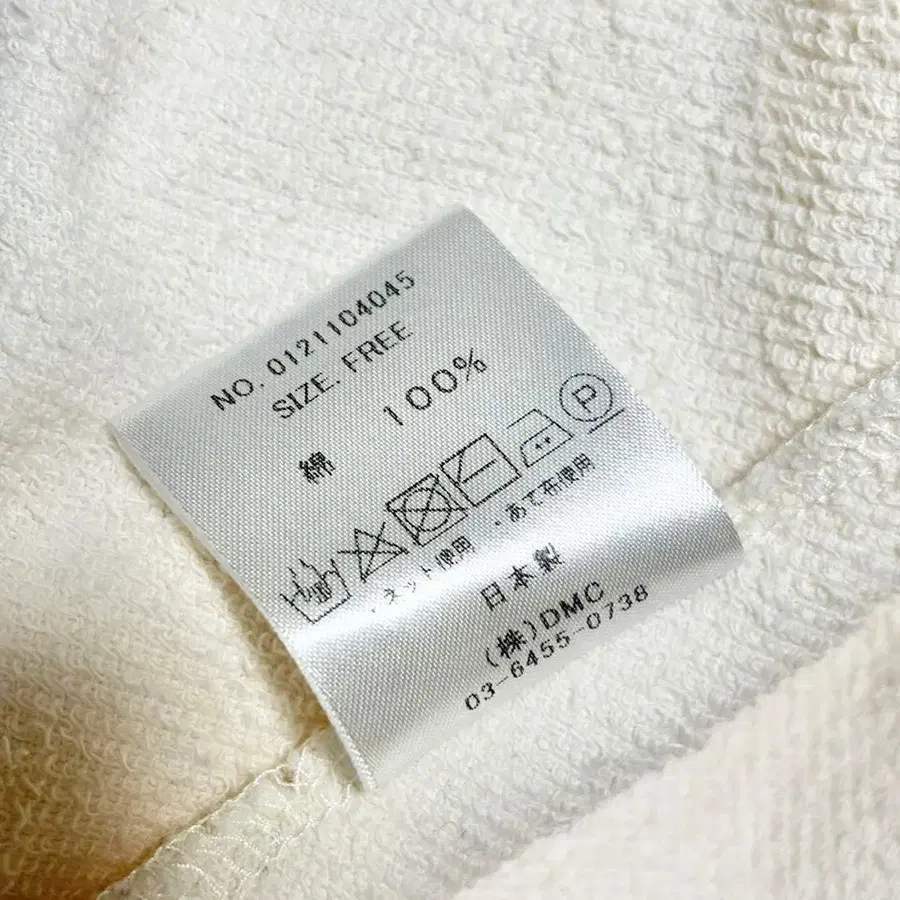 NO. 0121104045
SIZE. FREE
綿 100%
P
・ネット使用 ・あて布使用
日本製
(株)DMC
03-6455-0738